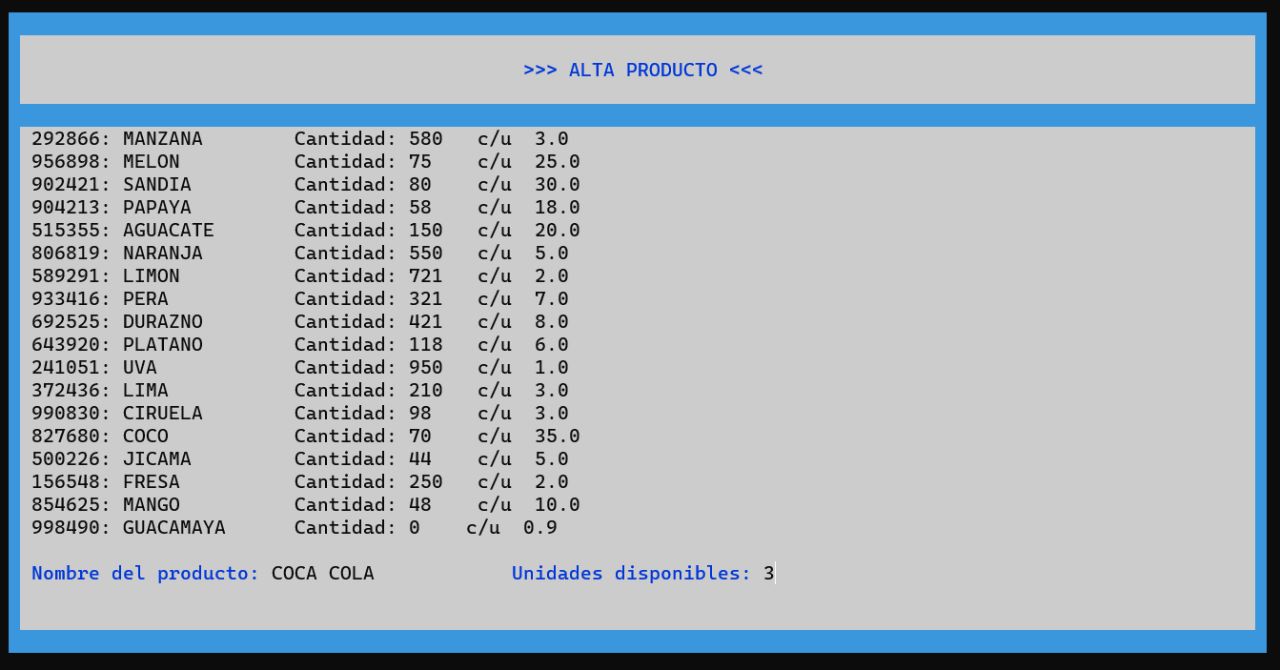 >>> ALTA PRODUCTO <<<
292866: MANZANA Cantidad: 580 c/u 3.0
956898: MELON Cantidad: 75 c/u 25.0
902421: SANDIA Cantidad: 80 c/u 30.0
904213: PAPAYA Cantidad: 58 c/u 18.0
515355: AGUACATE Cantidad: 150 c/u 20.0
806819: NARANJA Cantidad: 550 c/u 5.0
589291: LIMON Cantidad: 721 c/u 2.0
933416: PERA Cantidad: 321 c/u 7.0
692525: DURAZNO Cantidad: 421 c/u 8.0
643920: PLATANO Cantidad: 118 c/u 6.0
241051: UVA Cantidad: 950 c/u 1.0
372436: LIMA Cantidad: 210 c/u 3.0
990830: CIRUELA Cantidad: 98 c/u 3.0
827680: COCO Cantidad: 70 c/u 35.0
500226: JICAMA Cantidad: 44 c/u 5.0
156548: FRESA Cantidad: 250 c/u 2.0
854625: MANGO Cantidad: 48 c/u 10.0
998490: GUACAMAYA Cantidad: 0 c/u 0.9
Nombre del producto: COCA COLA Unidades disponibles: 3